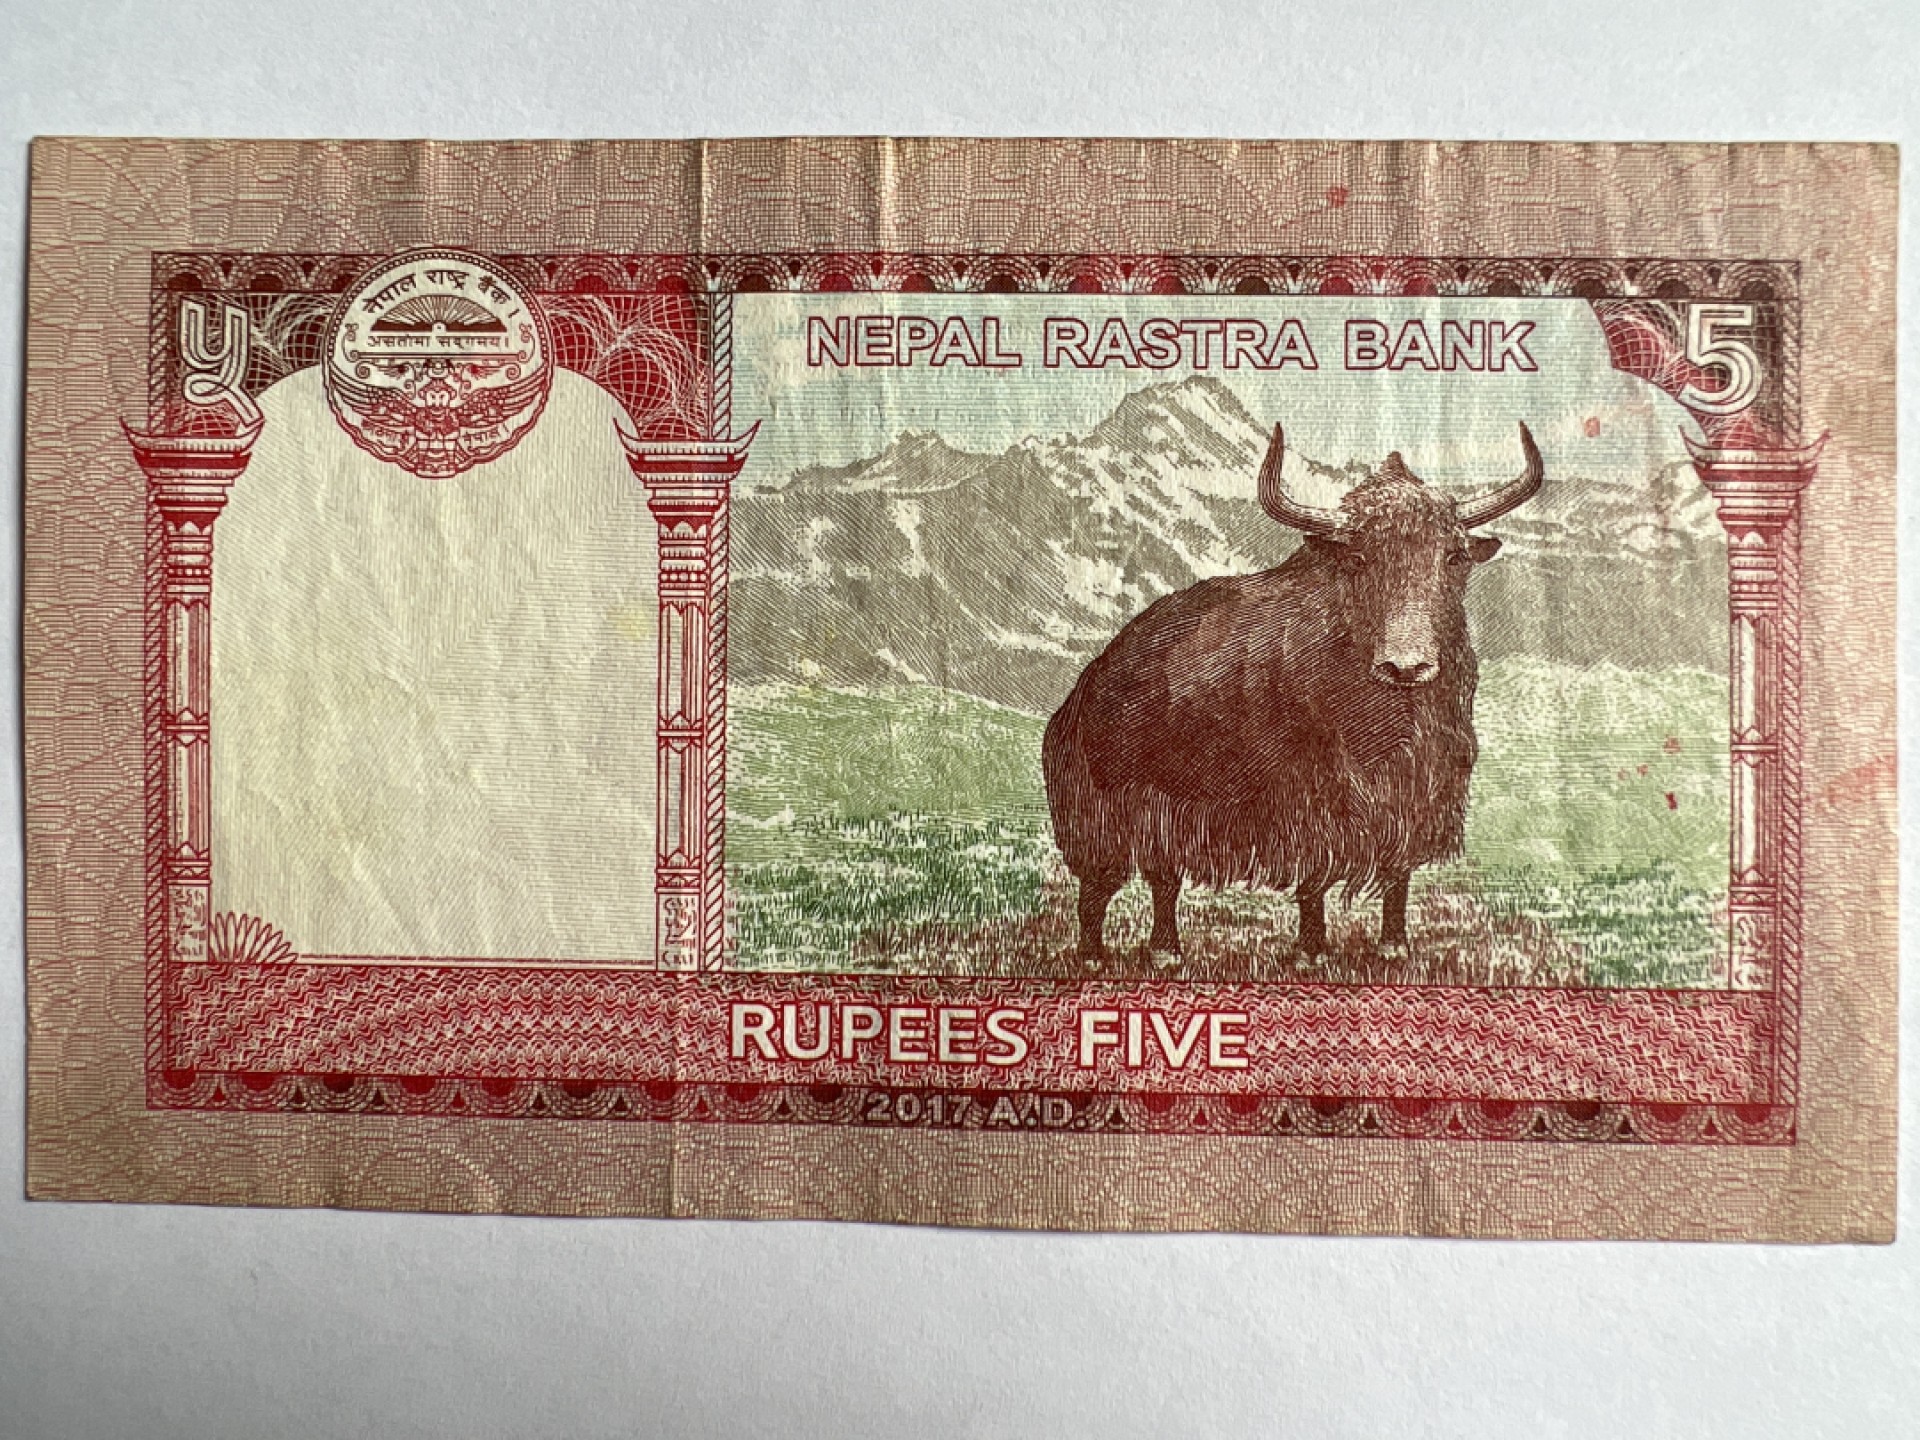 नेपाल राष्ट्र बैंक ।
असतोमा सद्गमय।
५
NEPAL RASTRA BANK
5
RUPEES FIVE
2017 A.D.